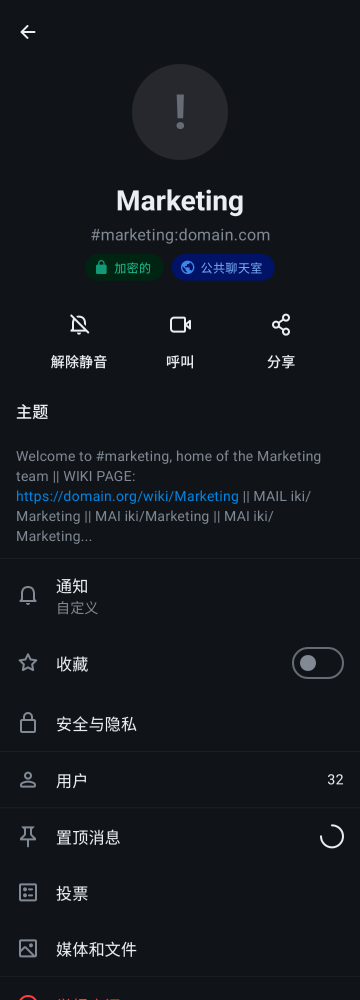 !
Marketing
#marketing:domain.com
加密的 公共聊天室
解除静音 呼叫 分享
主题
Welcome to #marketing, home of the Marketing
team || WIKI PAGE:
https://domain.org/wiki/Marketing || MAIL iki/
Marketing || MAI iki/Marketing || MAI iki/
Marketing...
通知
自定义
收藏
安全与隐私
用户 32
置顶消息
投票
媒体和文件